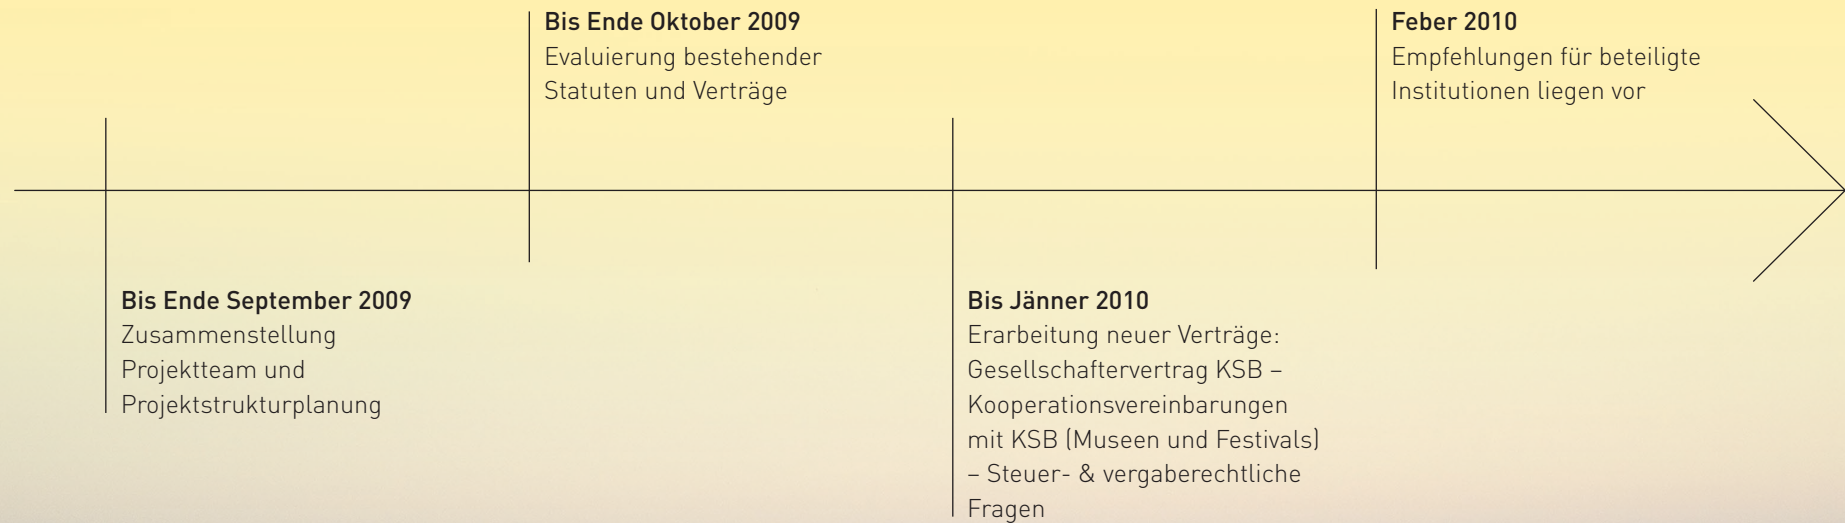 Bis Ende Oktober 2009
Evaluierung bestehender
Statuten und Verträge
Feber 2010
Empfehlungen für beteiligte
Institutionen liegen vor
Bis Ende September 2009
Zusammenstellung
Projektteam und
Projektstrukturplanung
Bis Jänner 2010
Erarbeitung neuer Verträge:
Gesellschaftervertrag KSB –
Kooperationsvereinbarungen
mit KSB (Museen und Festivals)
– Steuer- & vergaberechtliche
Fragen